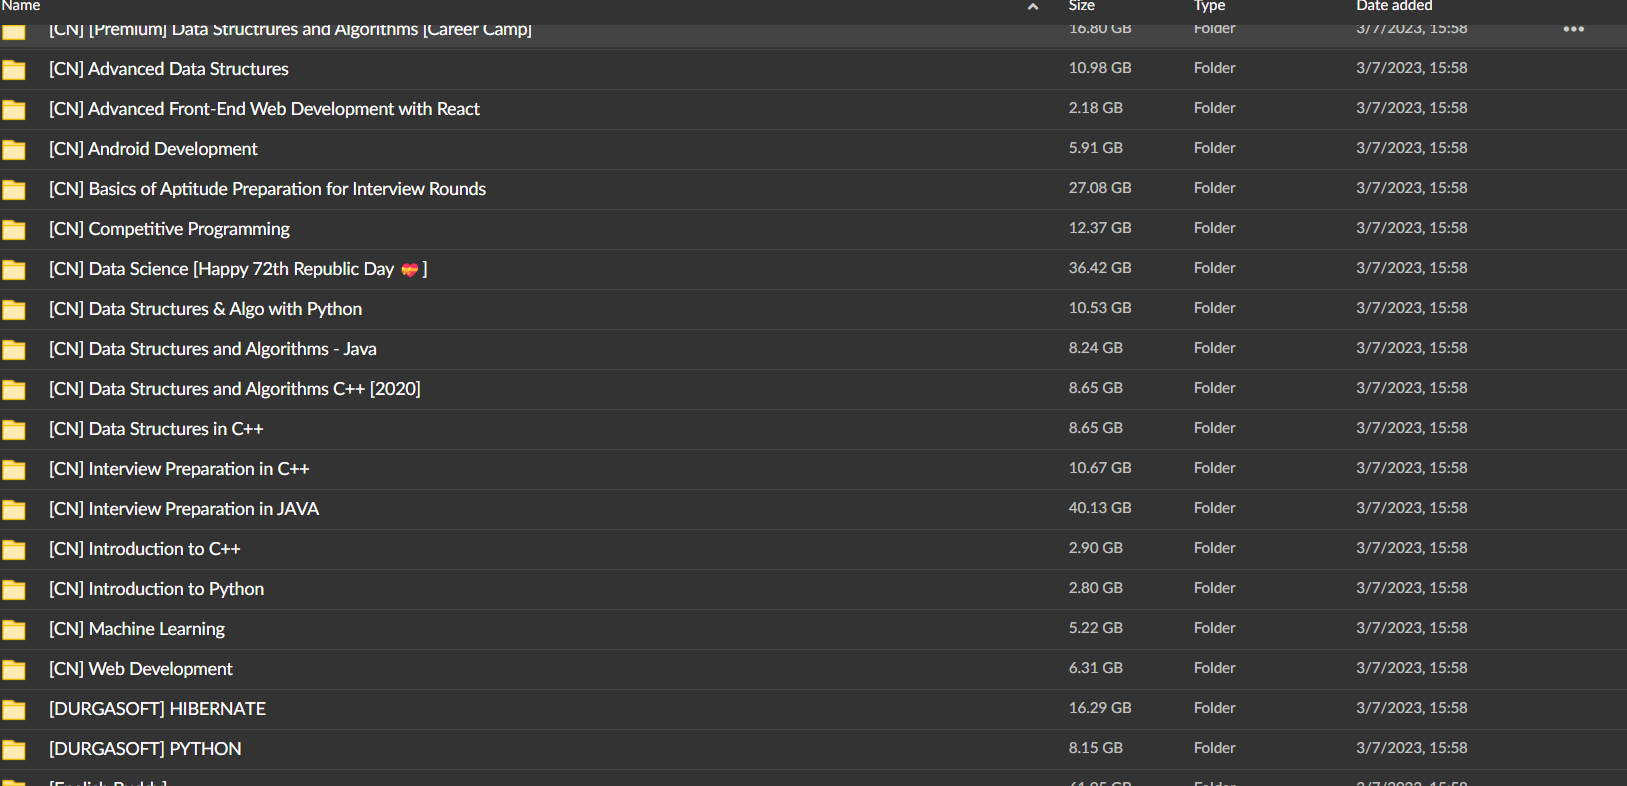 Name Size Type Date added
[CN] [Premium] Data Structrures and Algorithms [Career Camp] 16.80 GB Folder 3/7/2023, 15:58
[CN] Advanced Data Structures 10.98 GB Folder 3/7/2023, 15:58
[CN] Advanced Front-End Web Development with React 2.18 GB Folder 3/7/2023, 15:58
[CN] Android Development 5.91 GB Folder 3/7/2023, 15:58
[CN] Basics of Aptitude Preparation for Interview Rounds 27.08 GB Folder 3/7/2023, 15:58
[CN] Competitive Programming 12.37 GB Folder 3/7/2023, 15:58
[CN] Data Science [Happy 72th Republic Day 💝 ] 36.42 GB Folder 3/7/2023, 15:58
[CN] Data Structures & Algo with Python 10.53 GB Folder 3/7/2023, 15:58
[CN] Data Structures and Algorithms - Java 8.24 GB Folder 3/7/2023, 15:58
[CN] Data Structures and Algorithms C++ [2020] 8.65 GB Folder 3/7/2023, 15:58
[CN] Data Structures in C++ 8.65 GB Folder 3/7/2023, 15:58
[CN] Interview Preparation in C++ 10.67 GB Folder 3/7/2023, 15:58
[CN] Interview Preparation in JAVA 40.13 GB Folder 3/7/2023, 15:58
[CN] Introduction to C++ 2.90 GB Folder 3/7/2023, 15:58
[CN] Introduction to Python 2.80 GB Folder 3/7/2023, 15:58
[CN] Machine Learning 5.22 GB Folder 3/7/2023, 15:58
[CN] Web Development 6.31 GB Folder 3/7/2023, 15:58
[DURGASOFT] HIBERNATE 16.29 GB Folder 3/7/2023, 15:58
[DURGASOFT] PYTHON 8.15 GB Folder 3/7/2023, 15:58